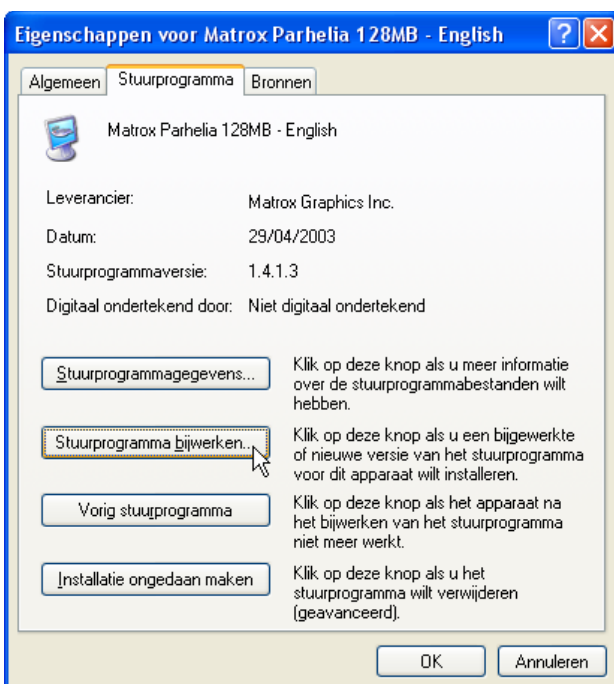 Eigenschappen voor Matrox Parhelia 128MB - English
Algemeen Stuurprogramma Bronnen
Matrox Parhelia 128MB - English
Leverancier: Matrox Graphics Inc.
Datum: 29/04/2003
Stuurprogrammaversie: 1.4.1.3
Digitaal ondertekend door: Niet digitaal ondertekend
Stuurprogrammagegevens...
Klik op deze knop als u meer informatie
over de stuurprogrammabestanden wilt
hebben.
Stuurprogramma bijwerken...
Klik op deze knop als u een bijgewerkte
of nieuwe versie van het stuurprogramma
voor dit apparaat wilt installeren.
Vorig stuurprogramma
Klik op deze knop als het apparaat na
het bijwerken van het stuurprogramma
niet meer werkt.
Installatie ongedaan maken
Klik op deze knop als u het
stuurprogramma wilt verwijderen
(geavanceerd).
OK Annuleren